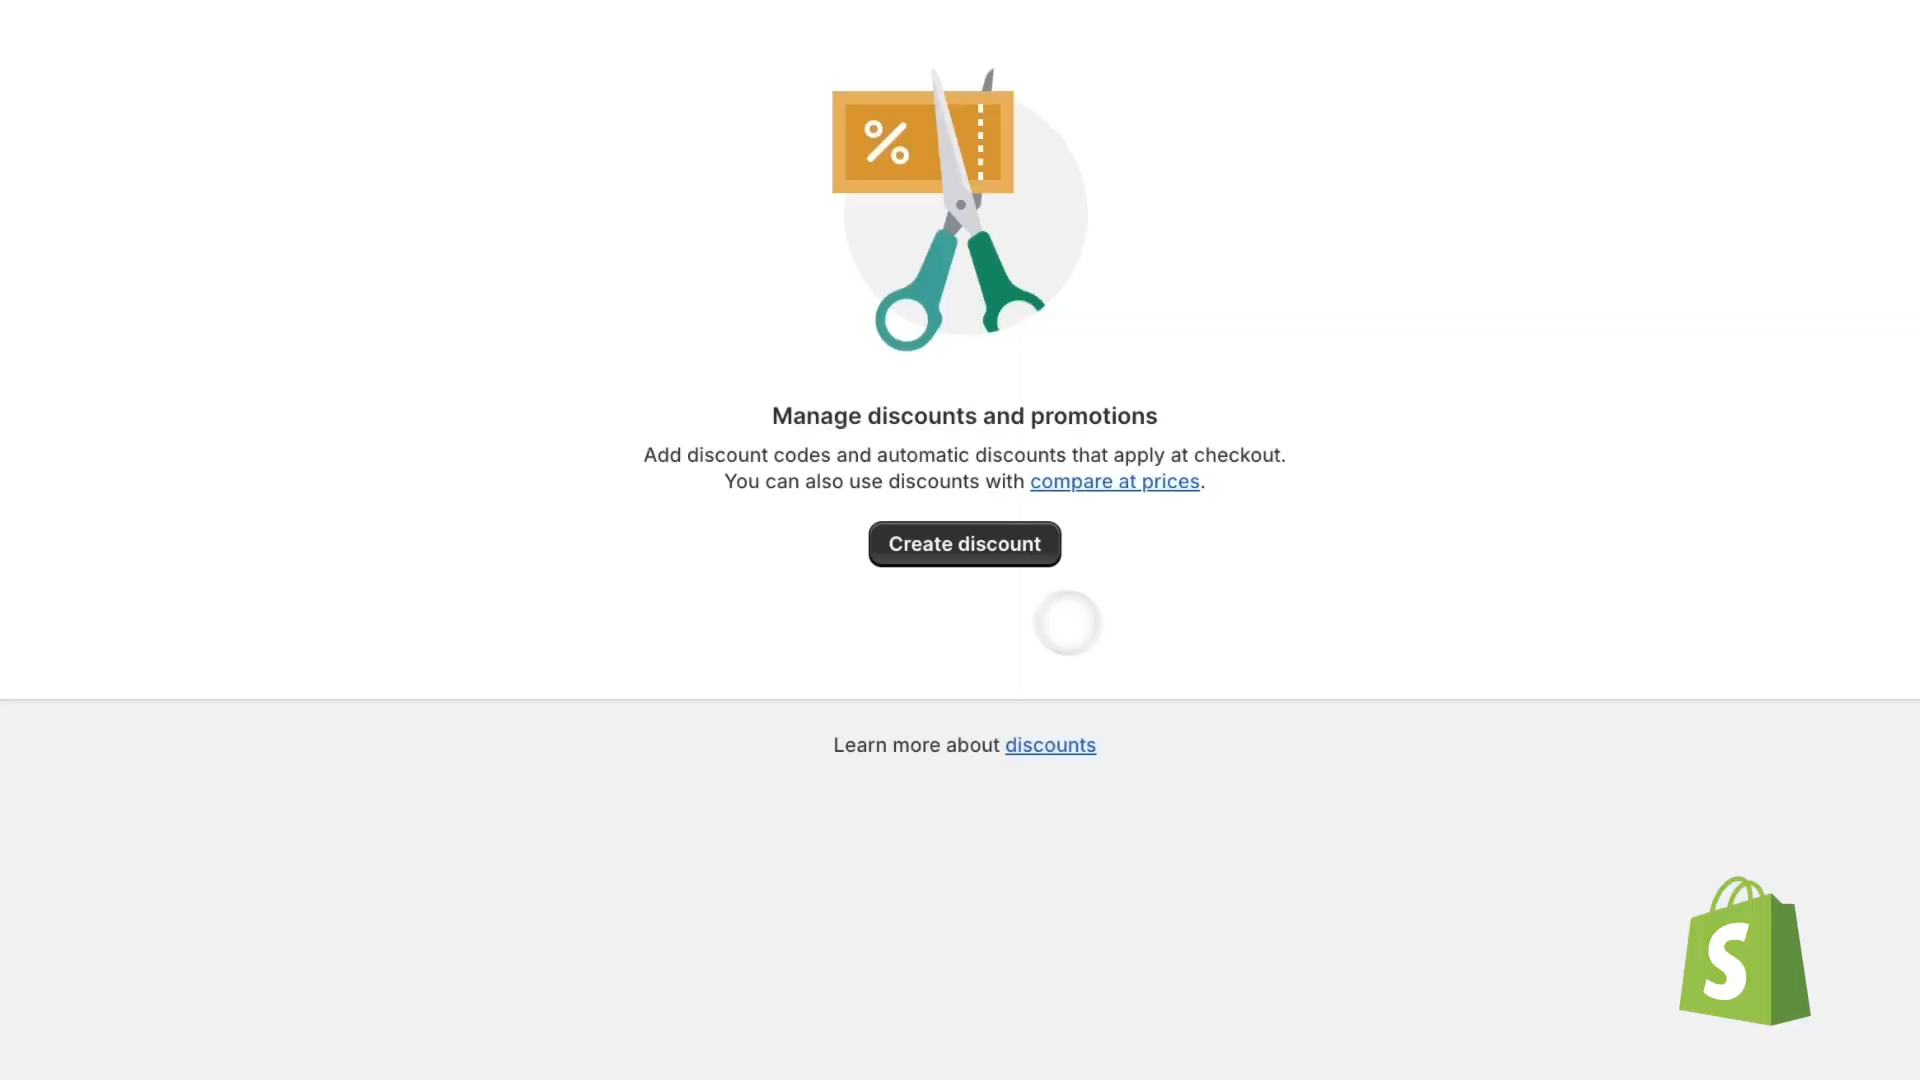 %
Manage discounts and promotions
Add discount codes and automatic discounts that apply at checkout.
You can also use discounts with compare at prices.
Create discount
Learn more about discounts
S